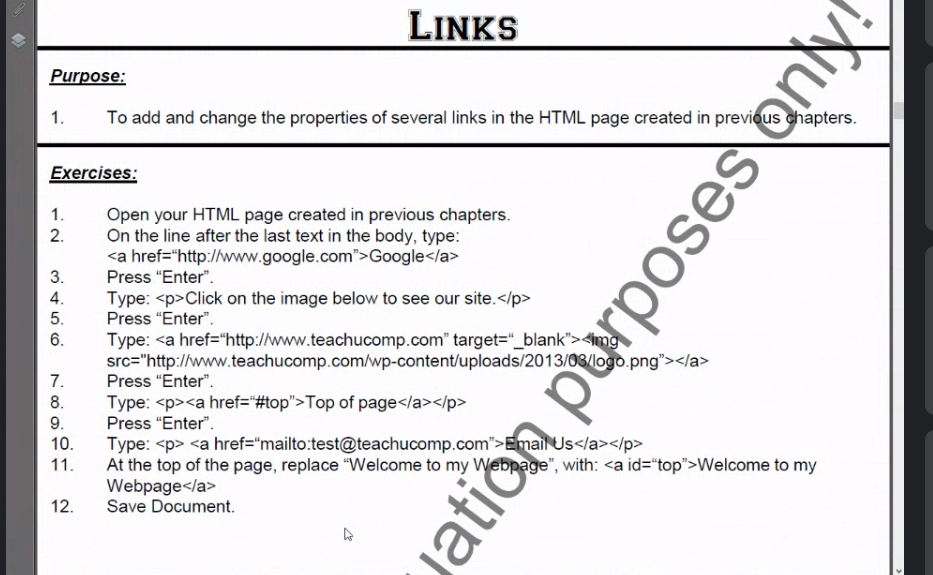 LINKS
Purpose:
1. To add and change the properties of several links in the HTML page created in previous chapters.
Exercises:
1. Open your HTML page created in previous chapters.
2. On the line after the last text in the body, type:
<a href=“http://www.google.com”>Google</a>
3. Press “Enter”.
4. Type: <p>Click on the image below to see our site.</p>
5. Press “Enter”.
6. Type: <a href=“http://www.teachucomp.com” target=“_blank”><img
src="http://www.teachucomp.com/wp-content/uploads/2013/03/logo.png”></a>
7. Press “Enter”.
8. Type: <p><a href=“#top”>Top of page</a></p>
9. Press “Enter”.
10. Type: <p> <a href=“mailto:test@teachucomp.com”>Email Us</a></p>
11. At the top of the page, replace “Welcome to my Webpage”, with: <a id=“top”>Welcome to my
Webpage</a>
12. Save Document.
uation purposes only!